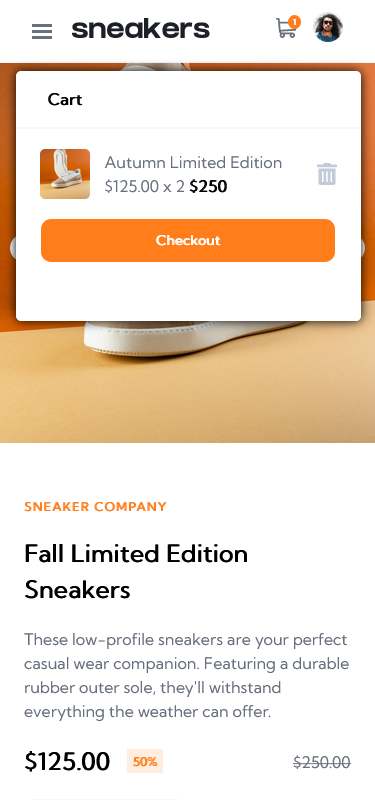 sneakers
1
Cart
Autumn Limited Edition
$125.00 x 2 $250
Checkout
SNEAKER COMPANY
Fall Limited Edition
Sneakers
These low-profile sneakers are your perfect
casual wear companion. Featuring a durable
rubber outer sole, they'll withstand
everything the weather can offer.
$125.00 50% $250.00